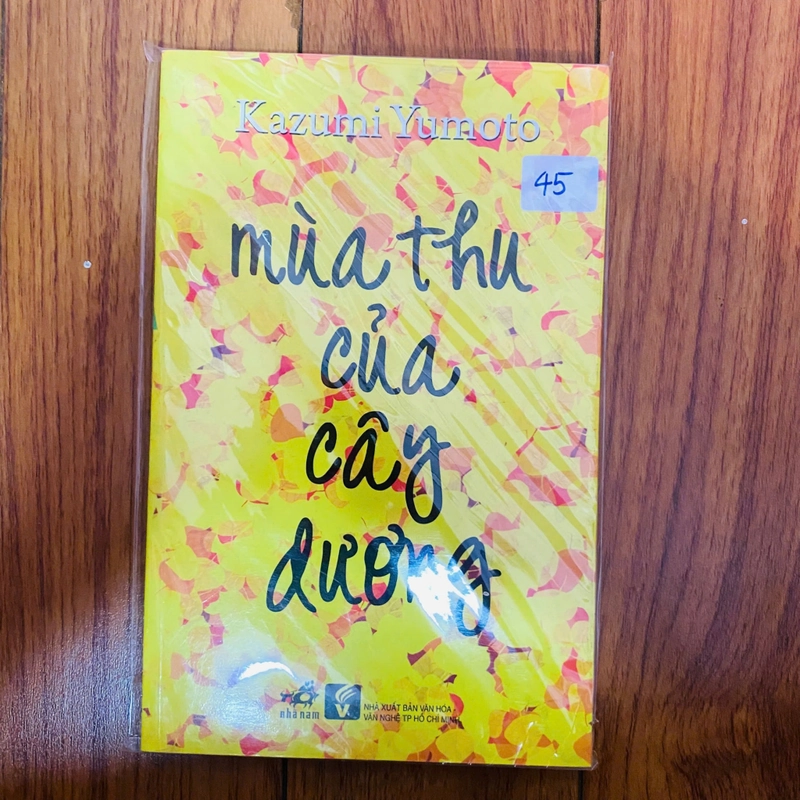 Kazumi Yumoto
45
mùa thu
của
cây
dương
nhã nam
V
NHÀ XUẤT BẢN VĂN HÓA -
VĂN NGHỆ TP HỒ CHÍ MINH